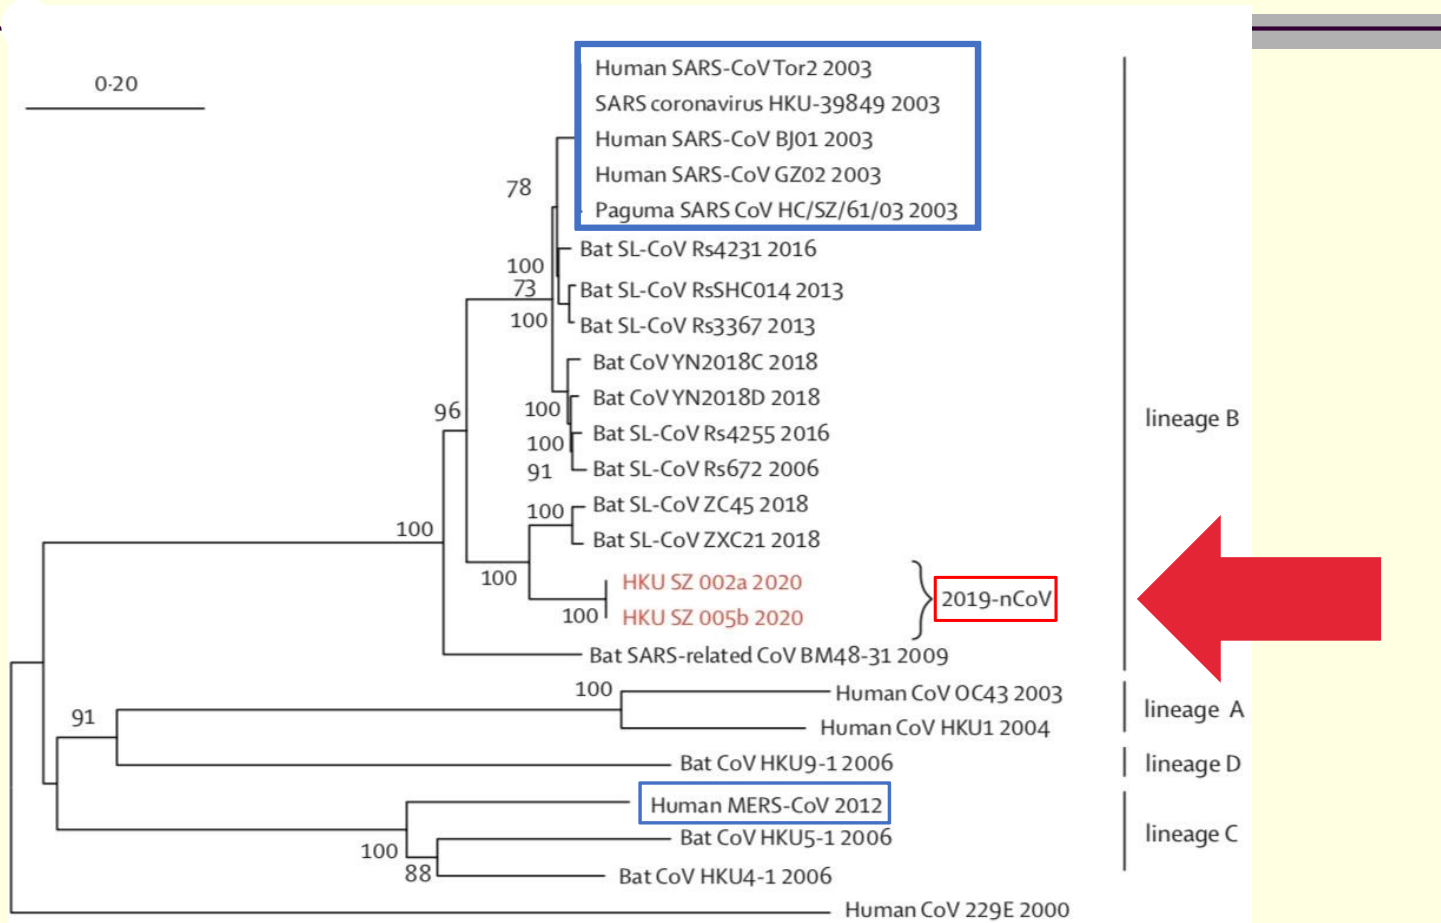 0·20
Human SARS-CoV Tor2 2003
SARS coronavirus HKU-39849 2003
Human SARS-CoV BJ01 2003
Human SARS-CoV GZ02 2003
78
Paguma SARS CoV HC/SZ/61/03 2003
Bat SL-CoV Rs4231 2016
100
73
Bat SL-CoV RsSHC014 2013
100
Bat SL-CoV Rs3367 2013
Bat CoV YN2018C 2018
Bat CoV YN2018D 2018
96
100
lineage B
Bat SL-CoV Rs4255 2016
100
91
Bat SL-CoV Rs672 2006
Bat SL-CoV ZC45 2018
100
100
Bat SL-CoV ZXC21 2018
100
HKU SZ 002a 2020
2019-nCoV
100
HKU SZ 005b 2020
Bat SARS-related CoV BM48-31 2009
100
Human CoV OC43 2003
91
lineage A
Human CoV HKU1 2004
Bat CoV HKU9-1 2006
lineage D
Human MERS-CoV 2012
Bat CoV HKU5-1 2006
lineage C
100
88
Bat CoV HKU4-1 2006
Human CoV 229E 2000